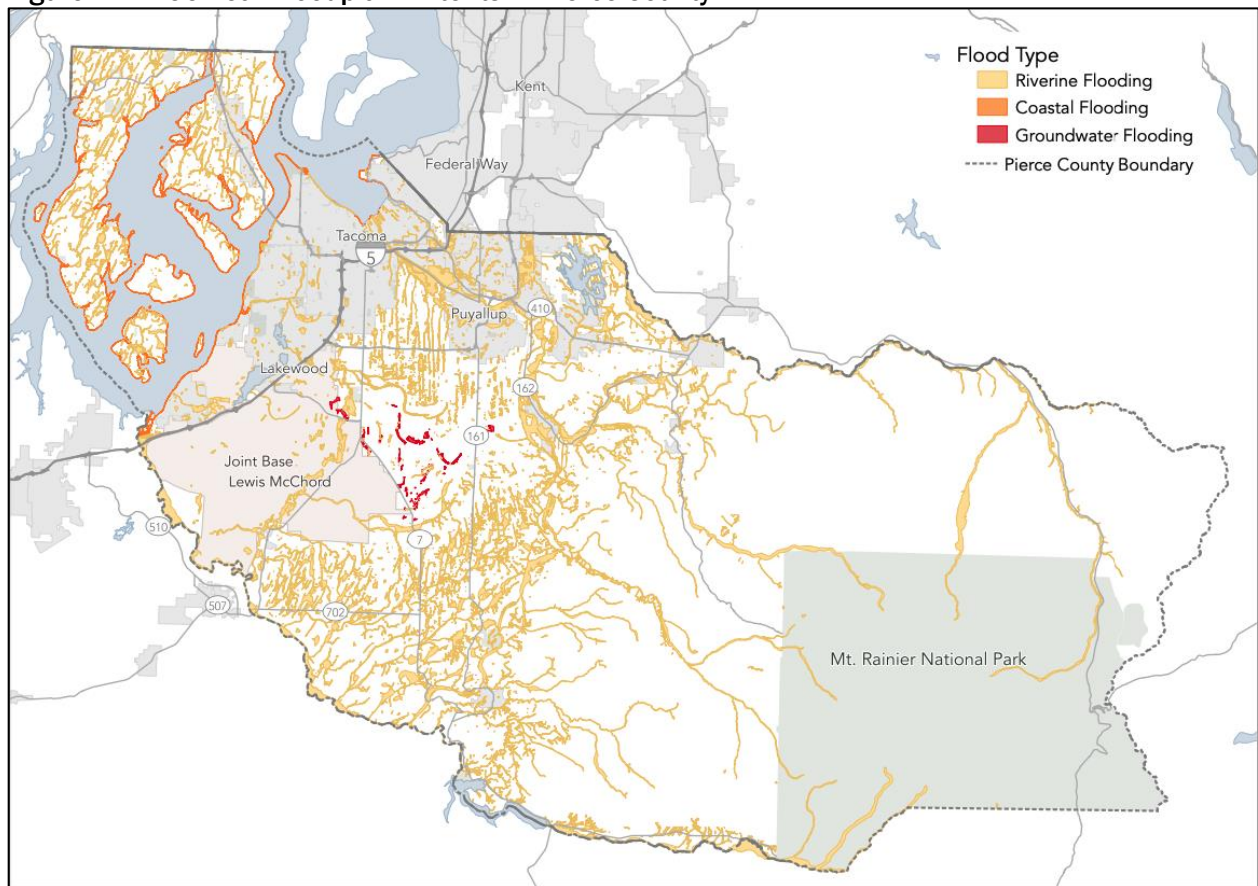 Flood Type
Riverine Flooding
Coastal Flooding
Groundwater Flooding
Pierce County Boundary
Kent
Federal Way
Tacoma
5
Puyallup
410
Lakewood
162
161
Joint Base
Lewis McChord
510
7
507
702
Mt. Rainier National Park